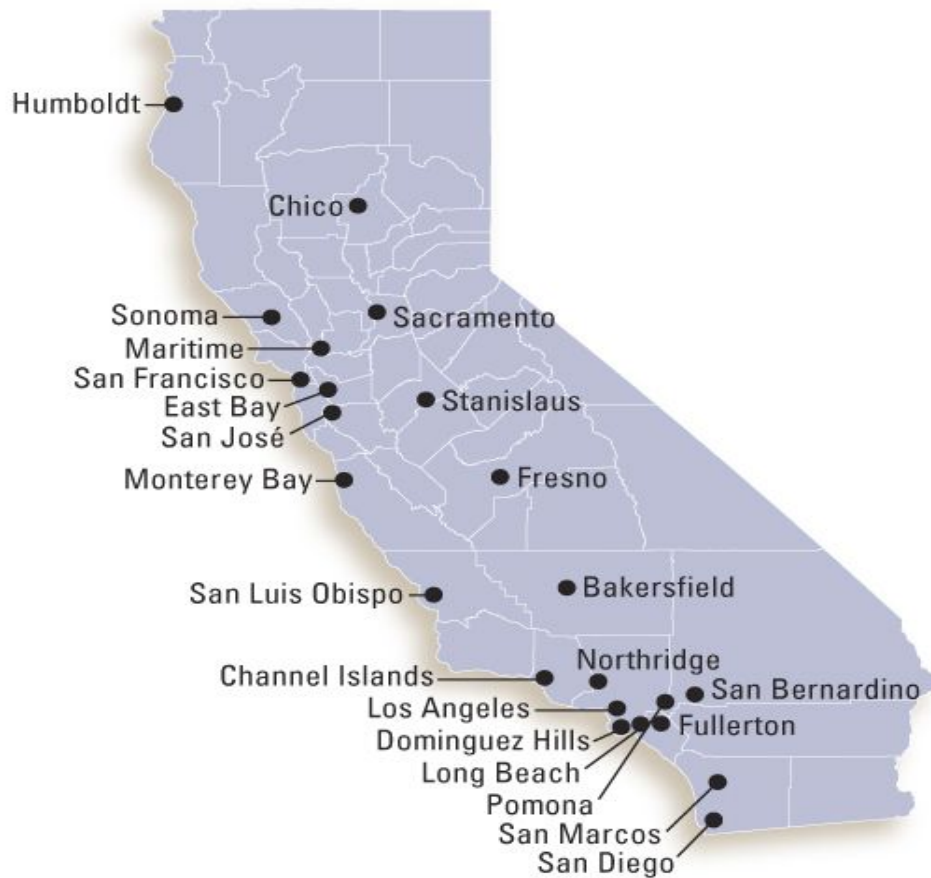 Humboldt
Chico
Sonoma
Sacramento
Maritime
San Francisco
East Bay
Stanislaus
San José
Monterey Bay
Fresno
San Luis Obispo
Bakersfield
Northridge
Channel Islands
San Bernardino
Los Angeles
Fullerton
Dominguez Hills
Long Beach
Pomona
San Marcos
San Diego